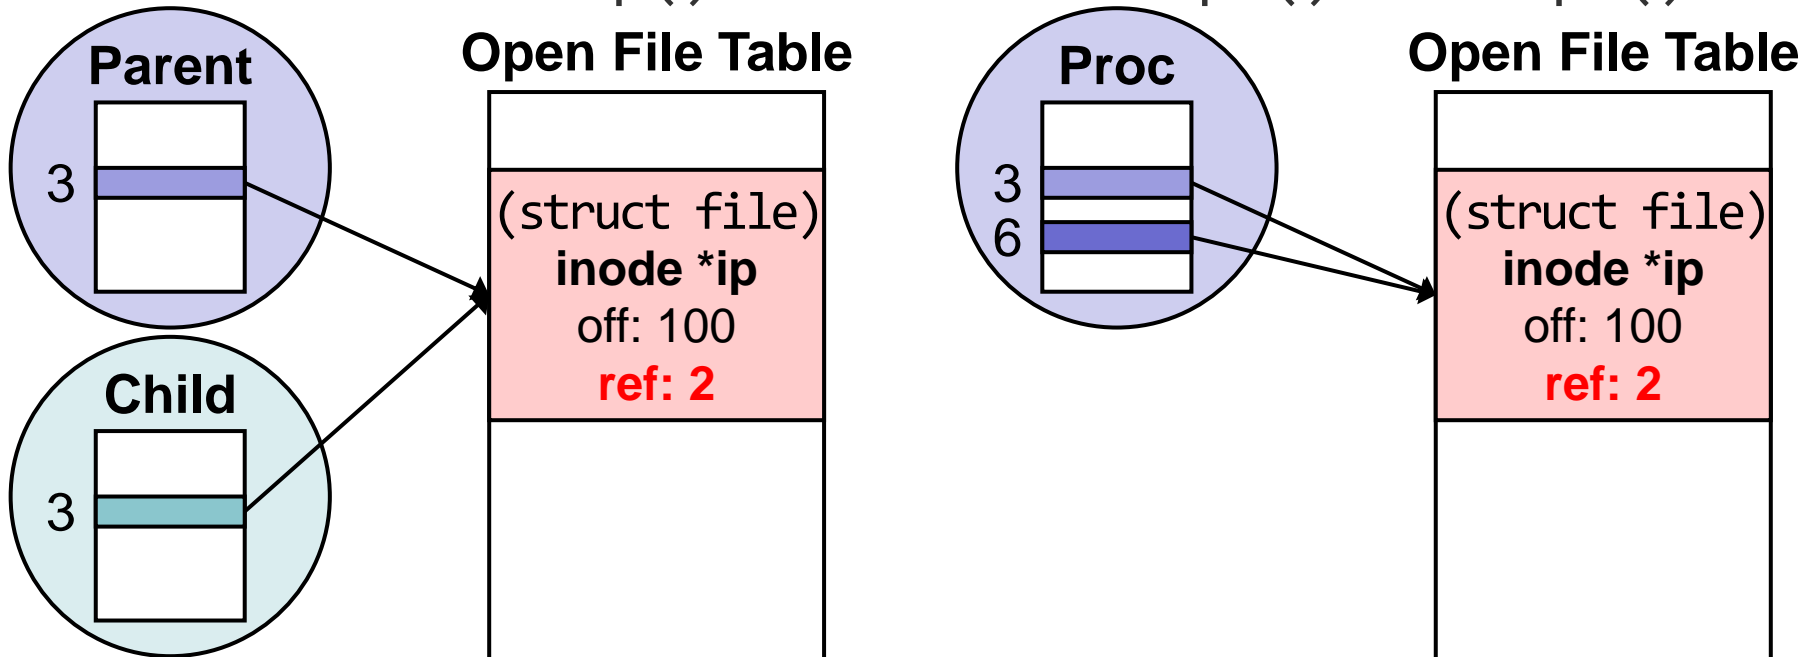 Parent
3
Child
3
Open File Table
(struct file)
inode *ip
off: 100
ref: 2
Proc
3
6
Open File Table
(struct file)
inode *ip
off: 100
ref: 2